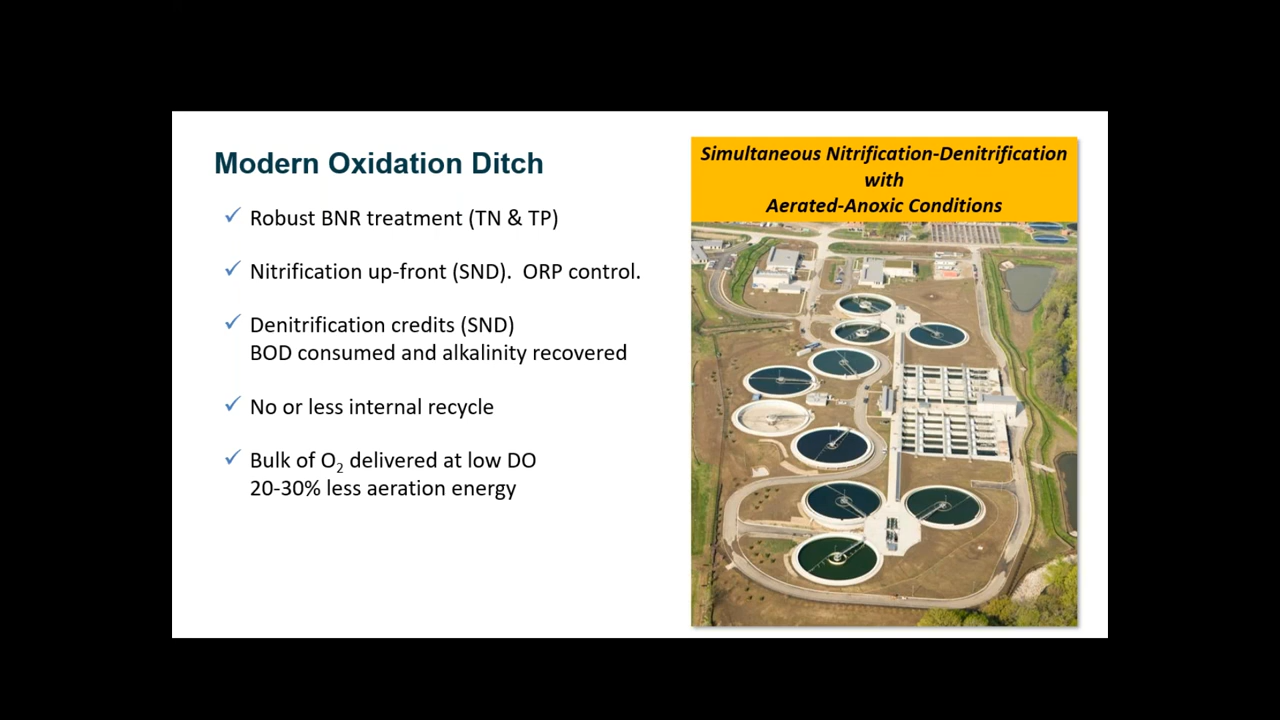 Modern Oxidation Ditch
✓ Robust BNR treatment (TN & TP)
✓ Nitrification up-front (SND).  ORP control.
✓ Denitrification credits (SND)
BOD consumed and alkalinity recovered
✓ No or less internal recycle
✓ Bulk of O₂ delivered at low DO
20-30% less aeration energy
Simultaneous Nitrification-Denitrification
with
Aerated-Anoxic Conditions